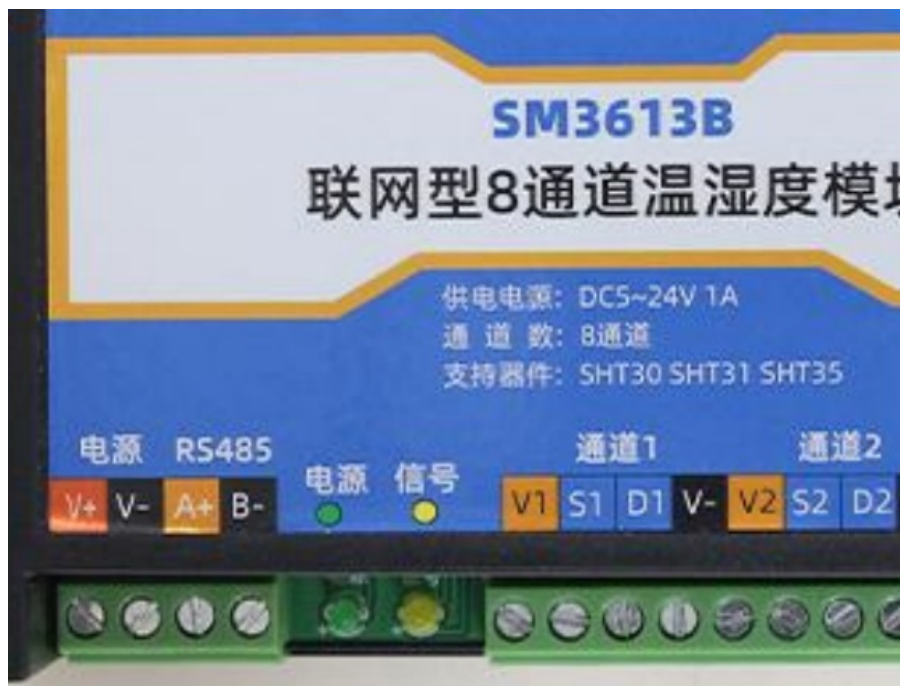 SM3613B
联网型8通道温湿度模块
供电电源: DC5~24V 1A
通 道 数: 8通道
支持器件: SHT30 SHT31 SHT35
电源 RS485
电源 信号
通道1 通道2
V+ V- A+ B-
V1 S1 D1 V- V2 S2 D2